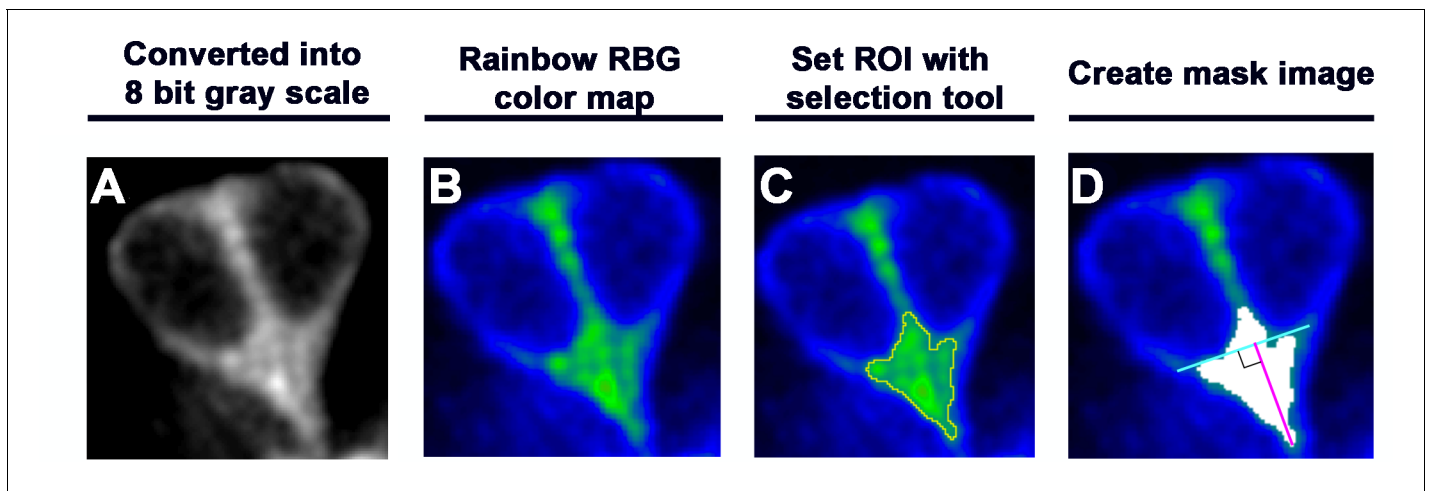 Converted into
8 bit gray scale
Rainbow RBG
color map
Set ROI with
selection tool
Create mask image
A
B
C
D